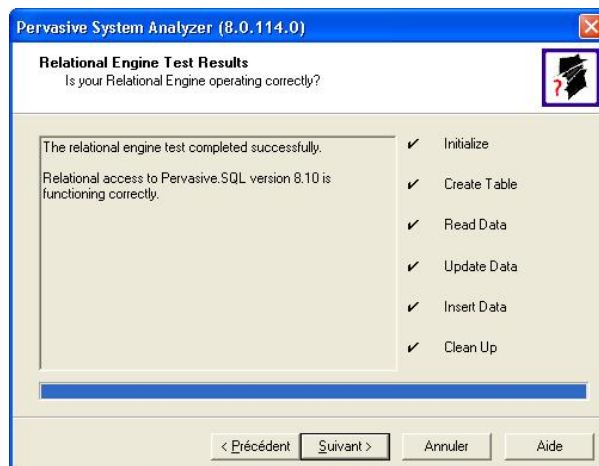 Pervasive System Analyzer (8.0.114.0)
Relational Engine Test Results
Is your Relational Engine operating correctly?
?
The relational engine test completed successfully.
Relational access to Pervasive.SQL version 8.10 is
functioning correctly.
Initialize
Create Table
Read Data
Update Data
Insert Data
Clean Up
< Précédent
Suivant >
Annuler
Aide